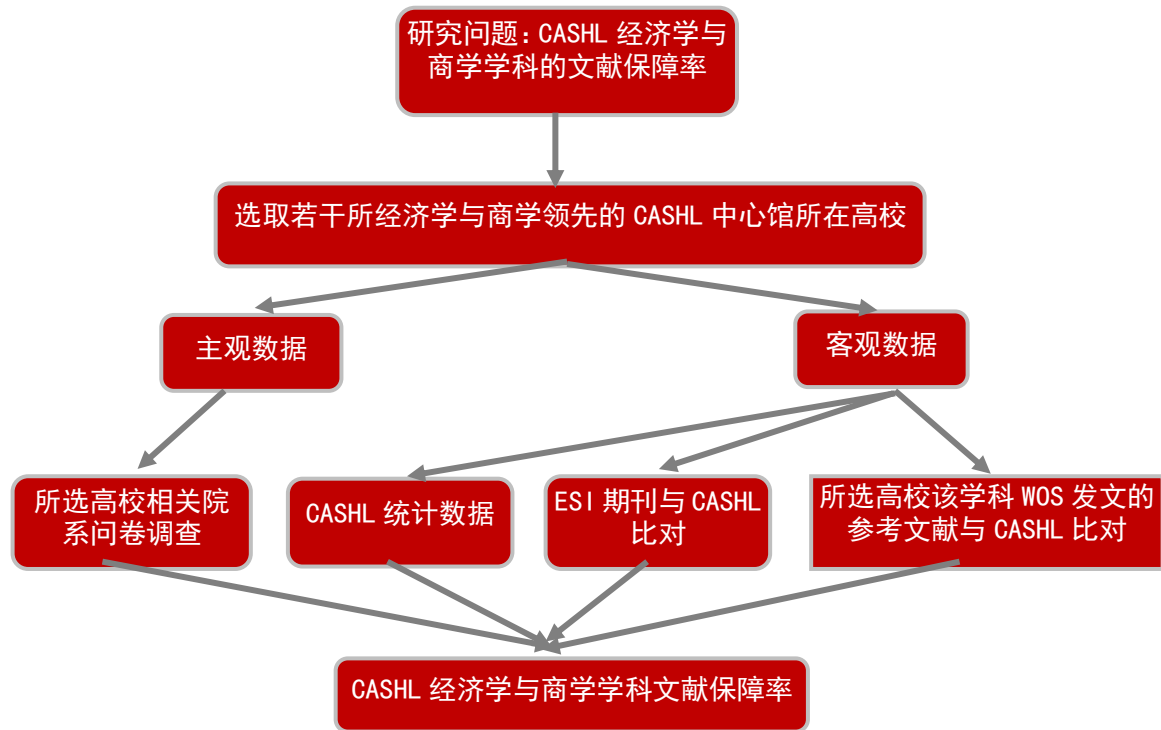 研究问题：CASHL 经济学与
商学学科的文献保障率
选取若干所经济学与商学领先的 CASHL 中心馆所在高校
主观数据
客观数据
所选高校相关院
系问卷调查
CASHL 统计数据
ESI 期刊与 CASHL
比对
所选高校该学科 WOS 发文的
参考文献与 CASHL 比对
CASHL 经济学与商学学科文献保障率